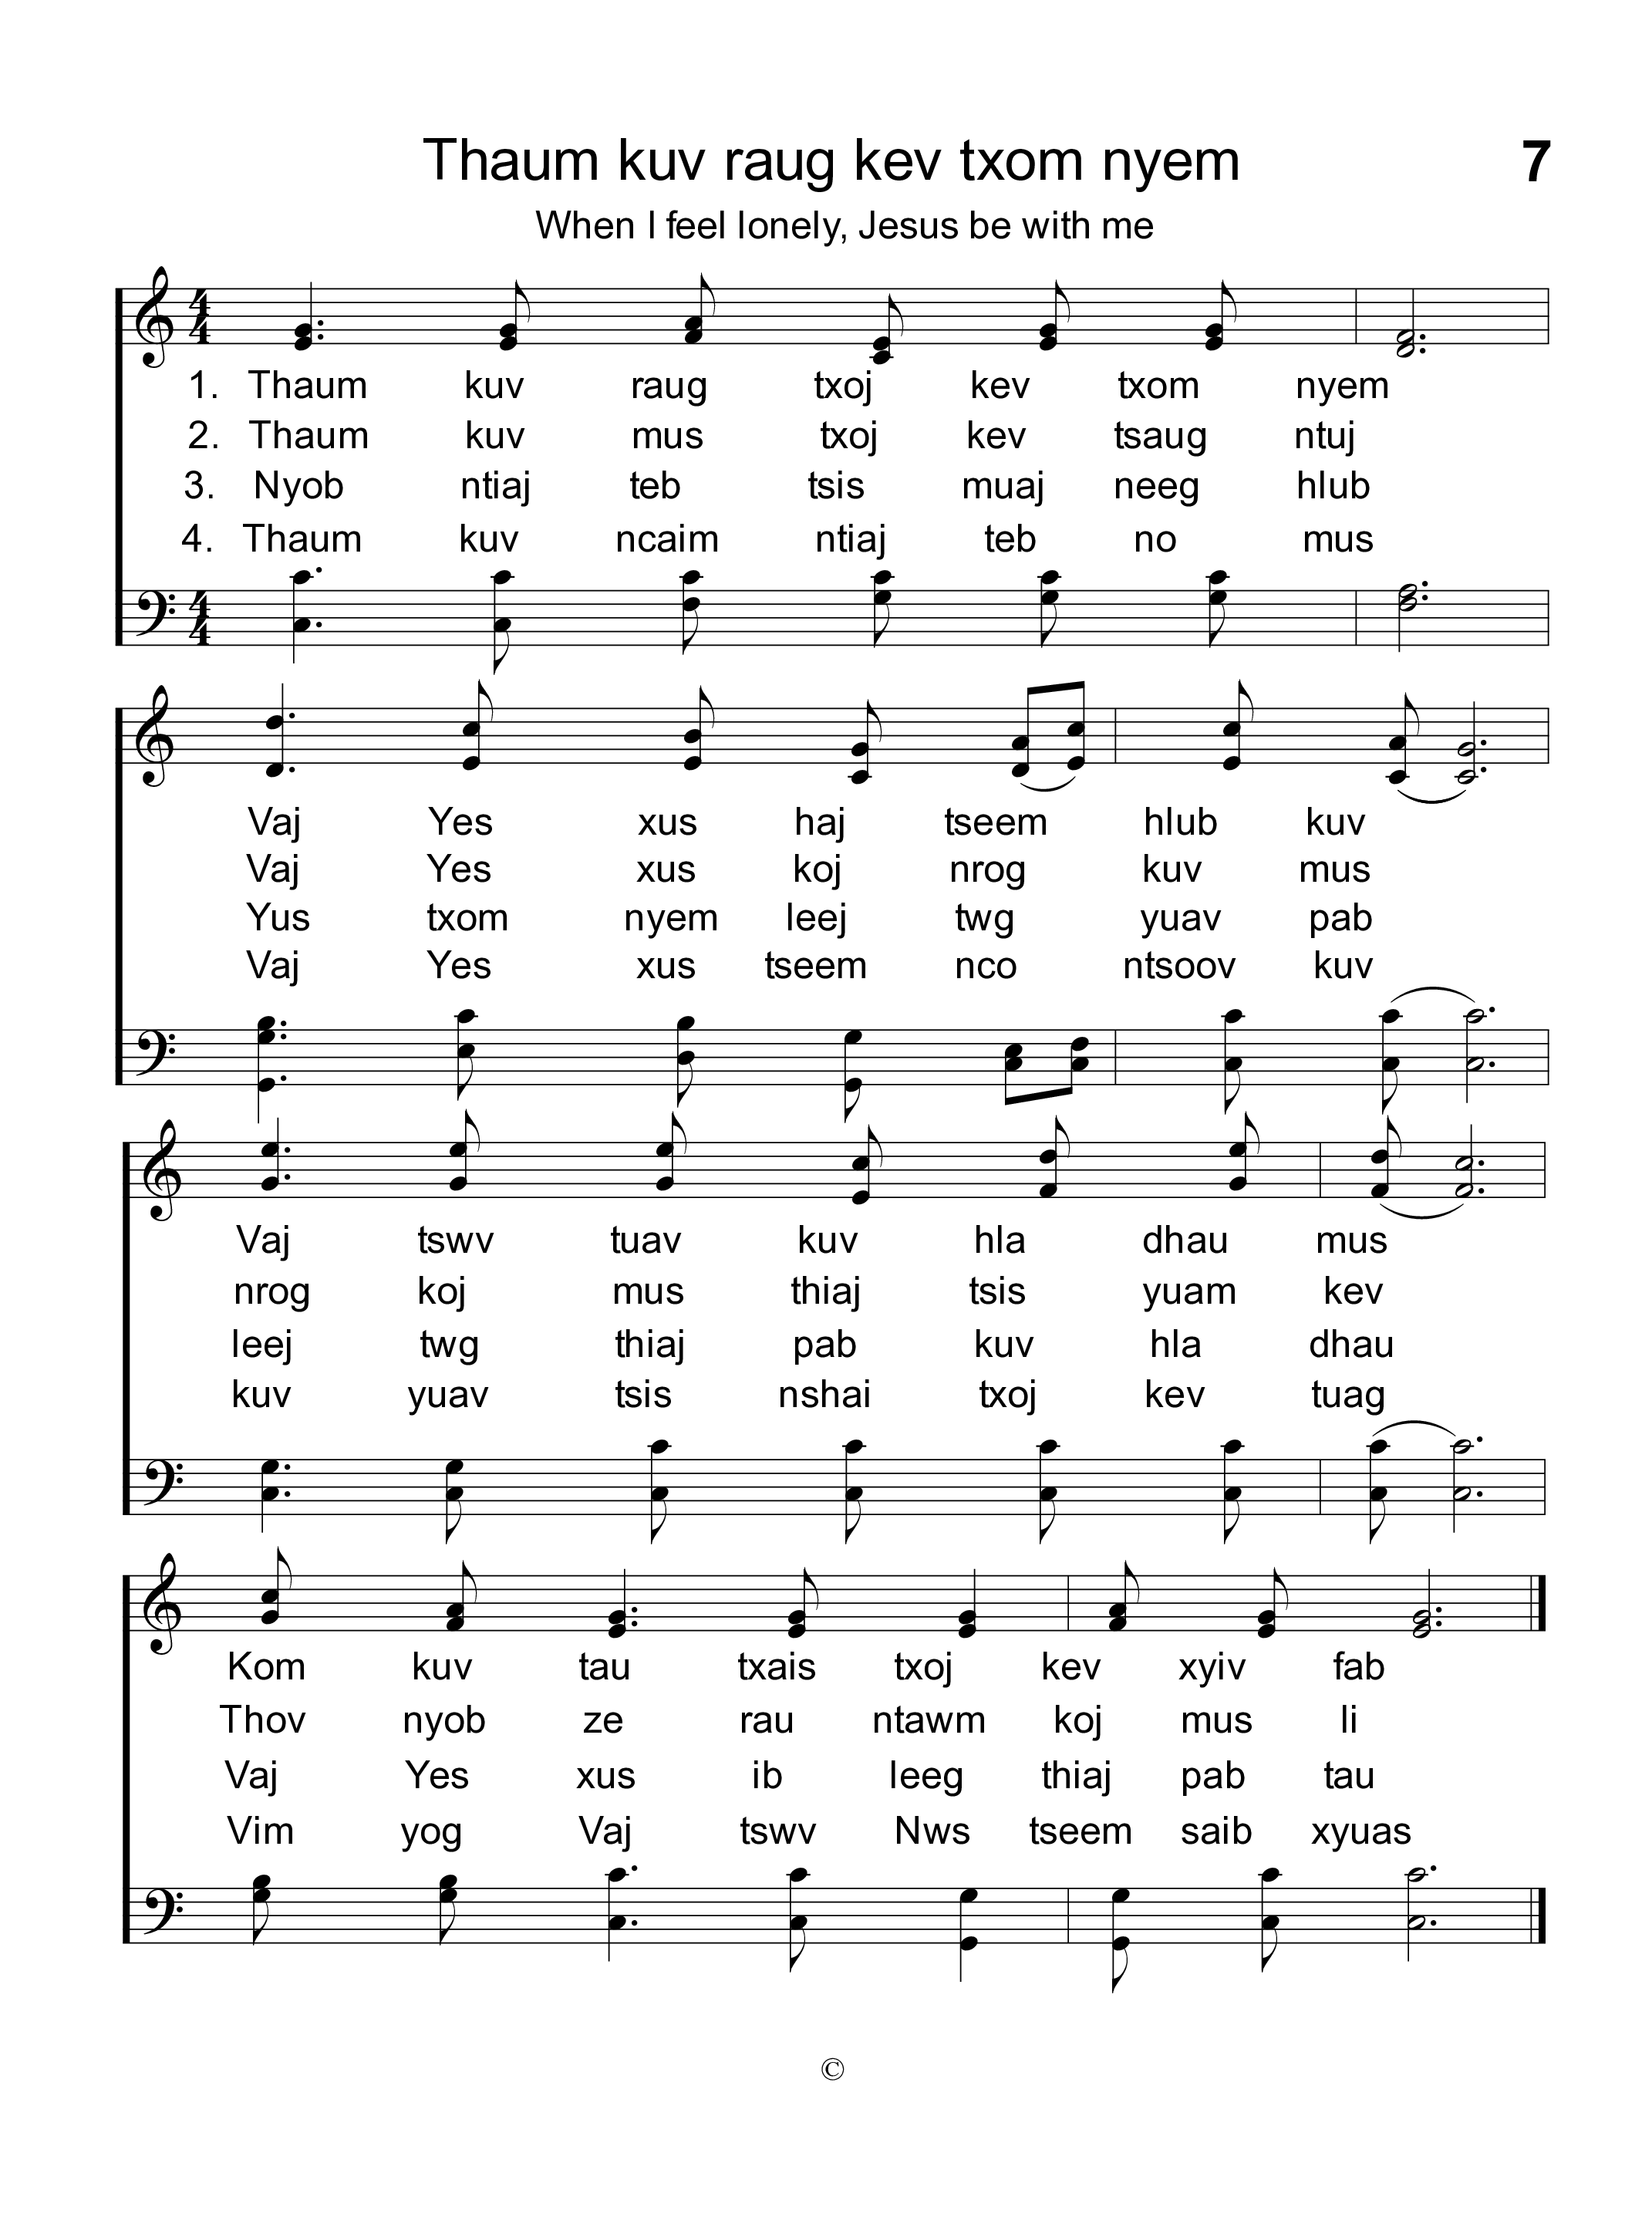 Thaum kuv raug kev txom nyem 7
When I feel lonely, Jesus be with me
1. Thaum kuv raug txoj kev txom nyem
2. Thaum kuv mus txoj kev tsaug ntuj
3. Nyob ntiaj teb tsis muaj neeg hlub
4. Thaum kuv ncaim ntiaj teb no mus
Vaj Yes xus haj tseem hlub kuv
Vaj Yes xus koj nrog kuv mus
Yus txom nyem leej twg yuav pab
Vaj Yes xus tseem nco ntsoov kuv
Vaj tswv tuav kuv hla dhau mus
nrog koj mus thiaj tsis yuam kev
leej twg thiaj pab kuv hla dhau
kuv yuav tsis nshai txoj kev tuag
Kom kuv tau txais txoj kev xyiv fab
Thov nyob ze rau ntawm koj mus li
Vaj Yes xus ib leeg thiaj pab tau
Vim yog Vaj tswv Nws tseem saib xyuas
©